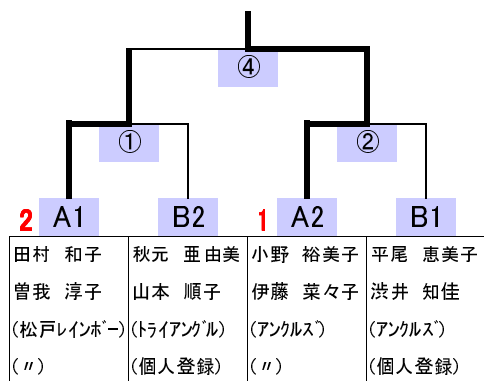 ④
① ②
2 A1 B2 1 A2 B1
田村 和子 秋元 亜由美 小野 裕美子 平尾 恵美子
曽我 淳子 山本 順子 伊藤 菜々子 渋井 知佳
(松戸ﾚｲﾝﾎﾞｰ) (ﾄﾗｲｱﾝｸﾞﾙ) (ｱﾝｸﾙｽﾞ) (ｱﾝｸﾙｽﾞ)
(〃) (個人登録) (〃) (個人登録)